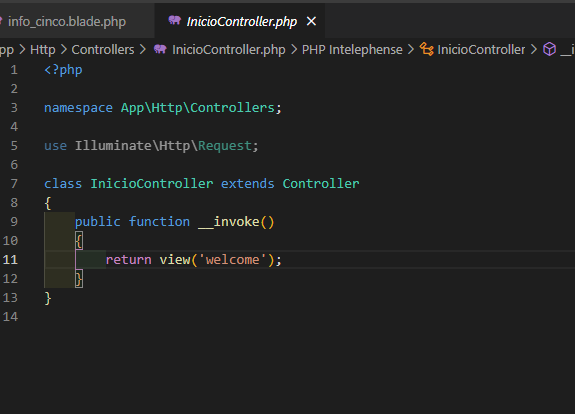 info_cinco.blade.php InicioController.php
pp > Http > Controllers > InicioController.php > PHP Intelephense > InicioController > __i
1 <?php
2
3 namespace App\Http\Controllers;
4
5 use Illuminate\Http\Request;
6
7 class InicioController extends Controller
8 {
9 public function __invoke()
10 {
11 return view('welcome');
12 }
13 }
14